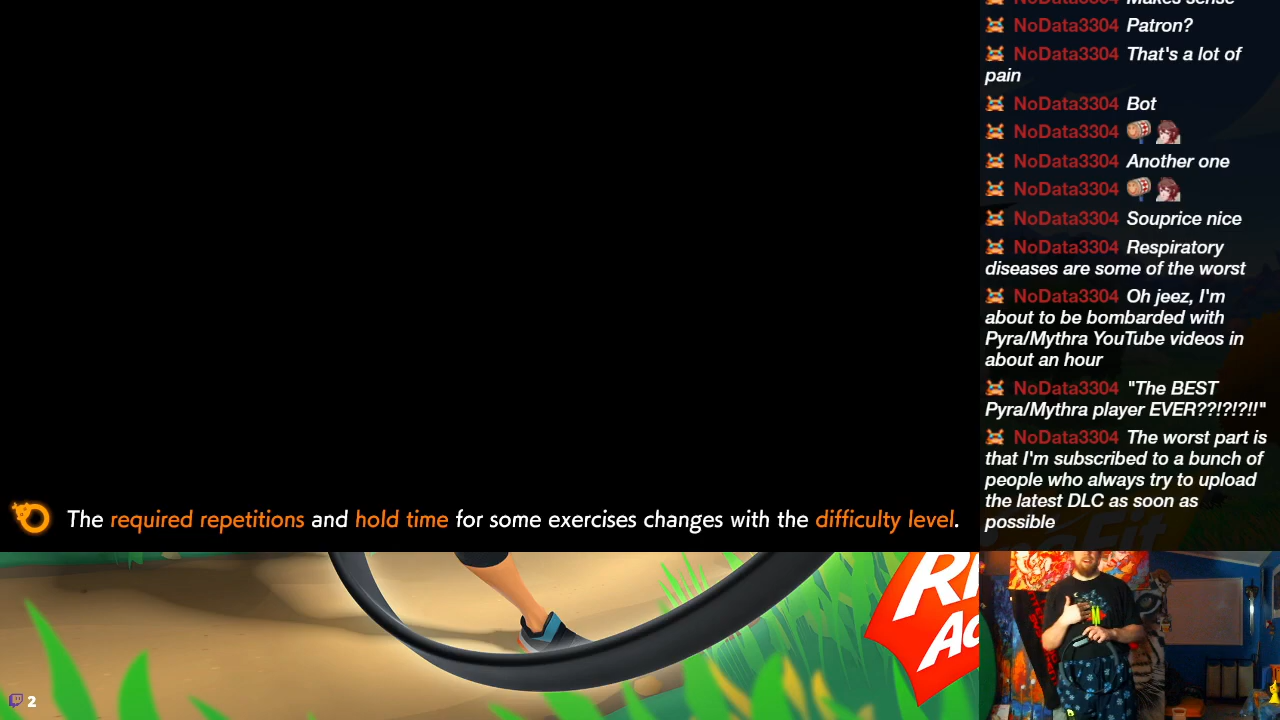 The required repetitions and hold time for some exercises changes with the difficulty level.
NoData3304 Makes sense
NoData3304 Patron?
NoData3304 That's a lot of
pain
NoData3304 Bot
NoData3304
NoData3304 Another one
NoData3304
NoData3304 Souprice nice
NoData3304 Respiratory
diseases are some of the worst
NoData3304 Oh jeez, I'm
about to be bombarded with
Pyra/Mythra YouTube videos in
about an hour
NoData3304 "The BEST
Pyra/Mythra player EVER??!?!?!!"
NoData3304 The worst part is
that I'm subscribed to a bunch of
people who always try to upload
the latest DLC as soon as
possible
2